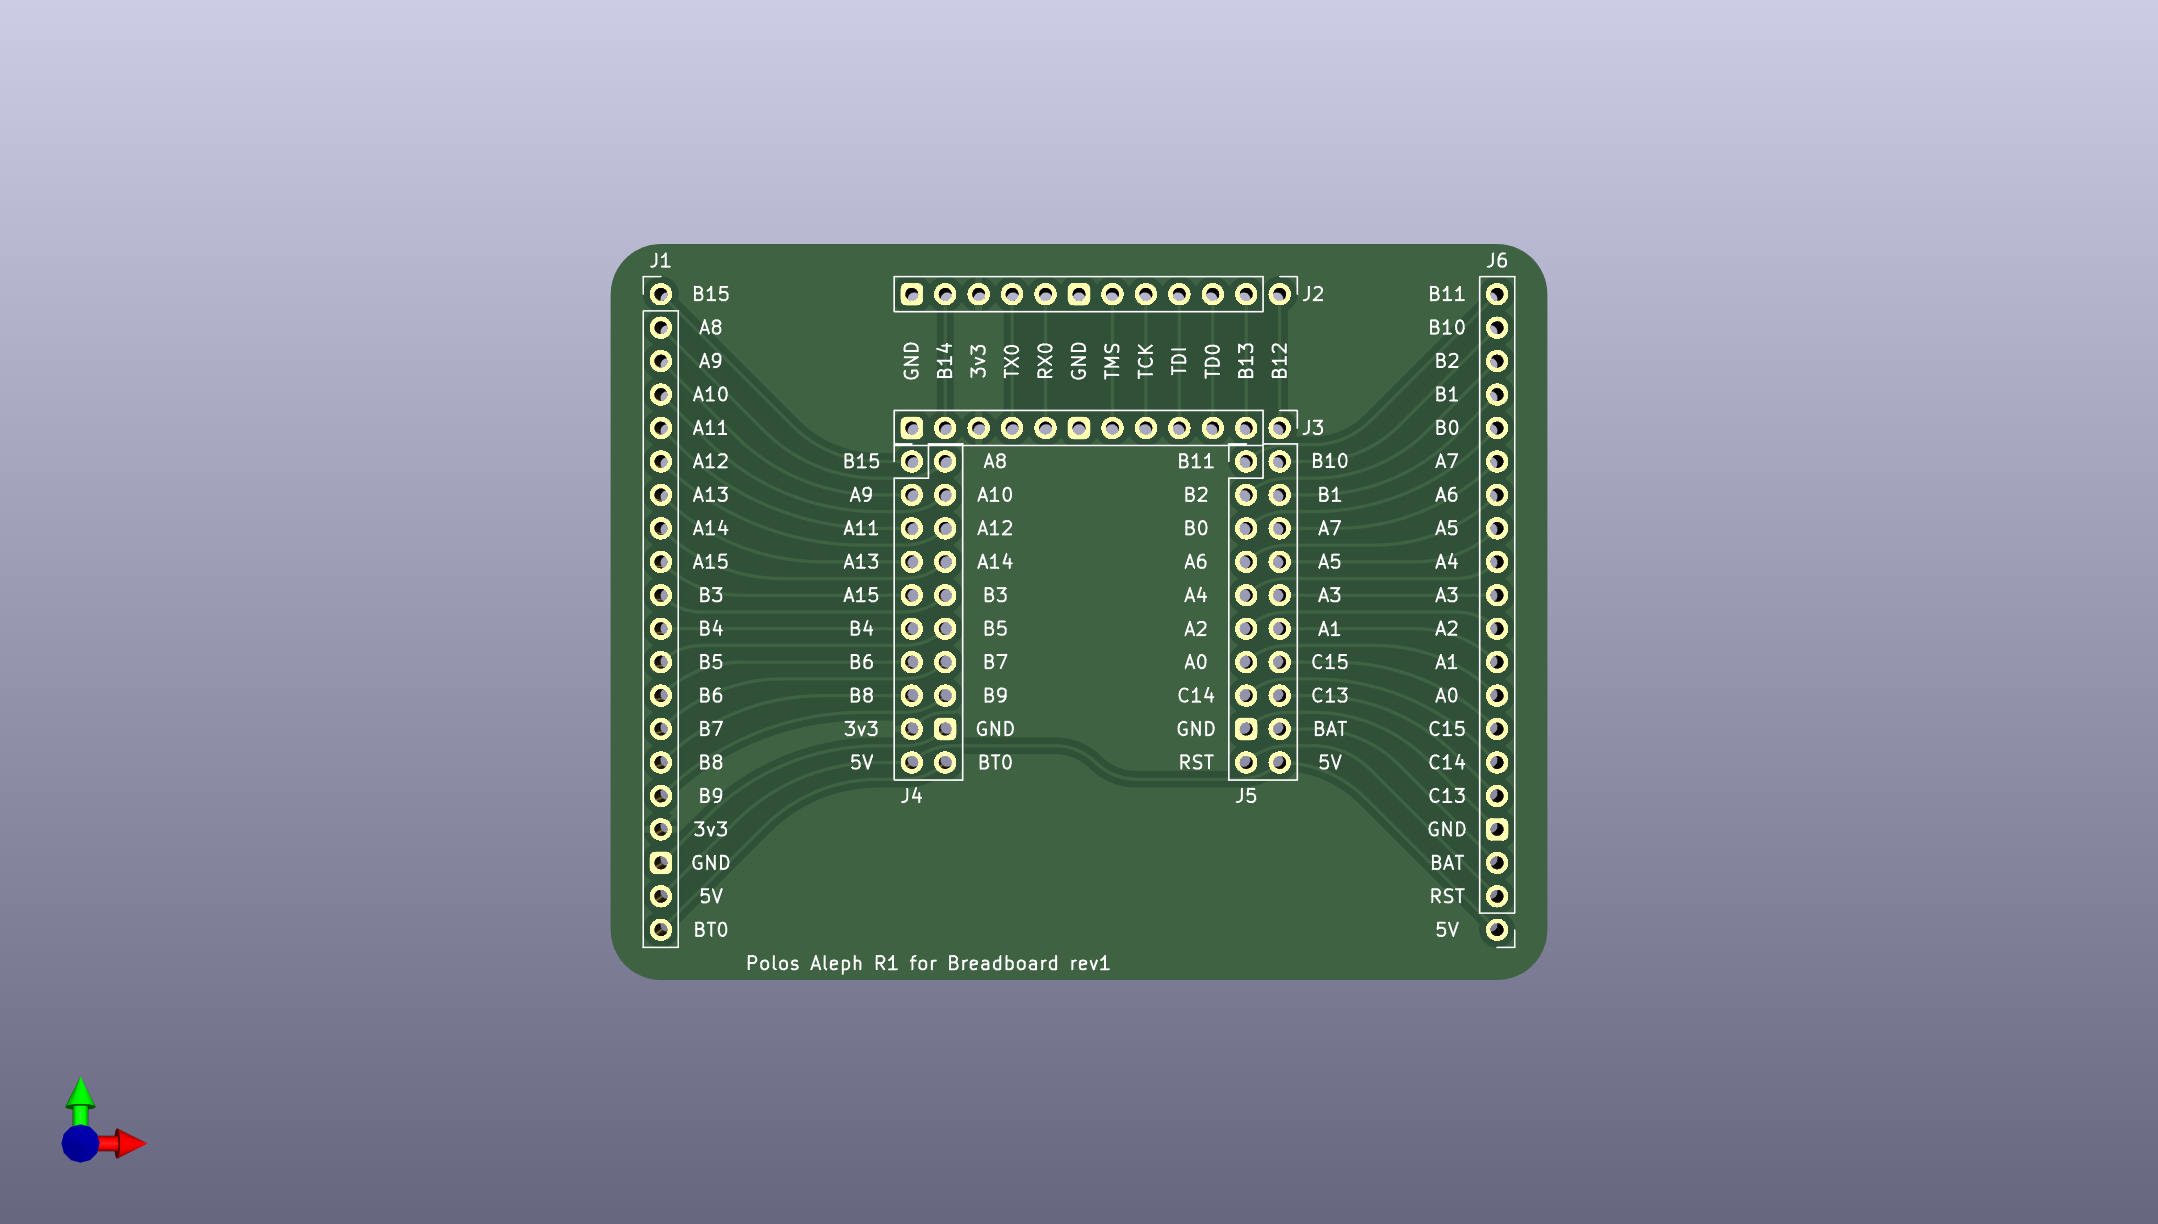 J1 J6
B15 J2 B11
A8 B10
A9 GND B14 3v3 TX0 RX0 GND TMS TCK TDI TD0 B13 B12 B2
A10 B1
A11 J3 B0
A12 B15 A8 B11 B10 A7
A13 A9 A10 B2 B1 A6
A14 A11 A12 B0 A7 A5
A15 A13 A14 A6 A5 A4
B3 A15 B3 A4 A3 A3
B4 B4 B5 A2 A1 A2
B5 B6 B7 A0 C15 A1
B6 B8 B9 C14 C13 A0
B7 3v3 GND GND BAT C15
B8 5V BT0 RST 5V C14
B9 J4 J5 C13
3v3 GND
GND BAT
5V RST
BT0 5V
Polos Aleph R1 for Breadboard rev1